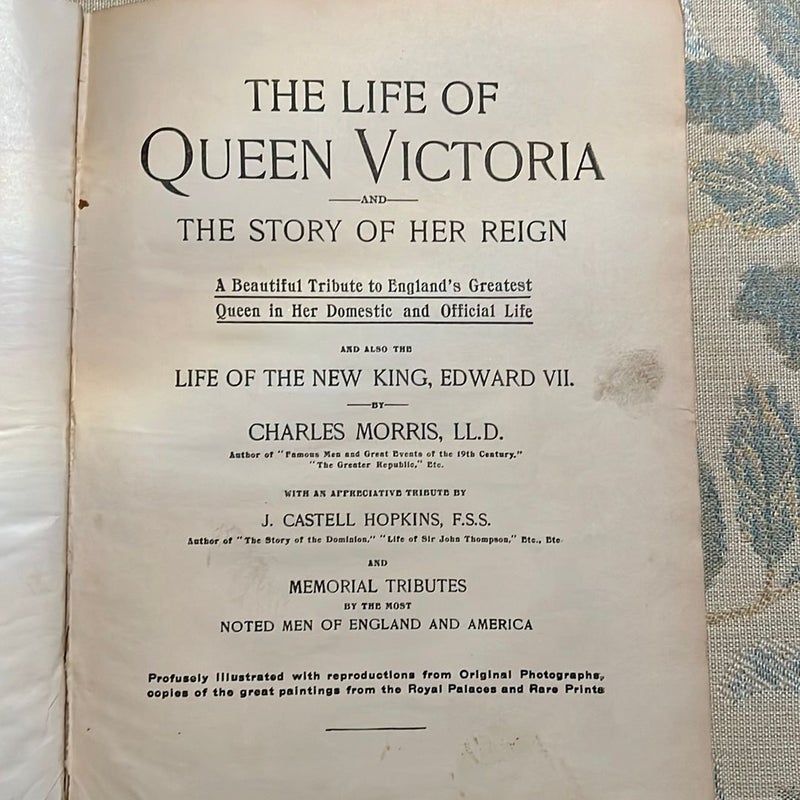 THE LIFE OF
QUEEN VICTORIA
AND
THE STORY OF HER REIGN
A Beautiful Tribute to England's Greatest
Queen in Her Domestic and Official Life
AND ALSO THE
LIFE OF THE NEW KING, EDWARD VII.
BY
CHARLES MORRIS, LL.D.
Author of "Famous Men and Great Events of the 19th Century,"
"The Greater Republic," Etc.
WITH AN APPRECIATIVE TRIBUTE BY
J. CASTELL HOPKINS, F.S.S.
Author of "The Story of the Dominion," "Life of Sir John Thompson," Etc., Etc
AND
MEMORIAL TRIBUTES
BY THE MOST
NOTED MEN OF ENGLAND AND AMERICA
Profusely Illustrated with reproductions from Original Photographs,
copies of the great paintings from the Royal Palaces and Rare Prints